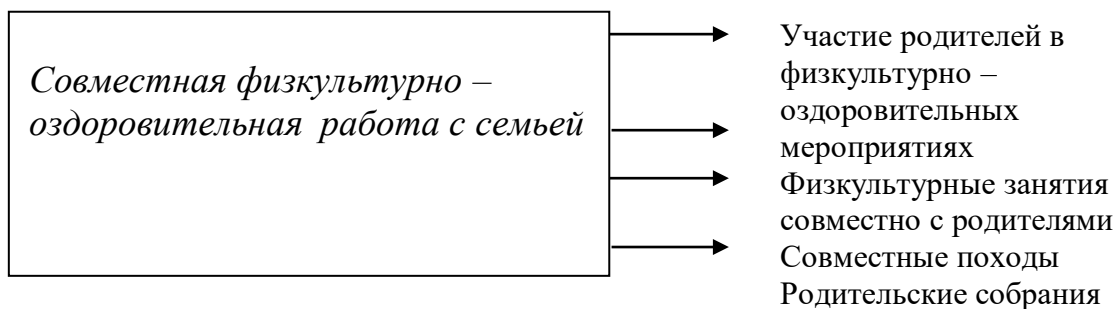 Совместная физкультурно –
оздоровительная работа с семьей
Участие родителей в
физкультурно –
оздоровительных
мероприятиях
Физкультурные занятия
совместно с родителями
Совместные походы
Родительские собрания